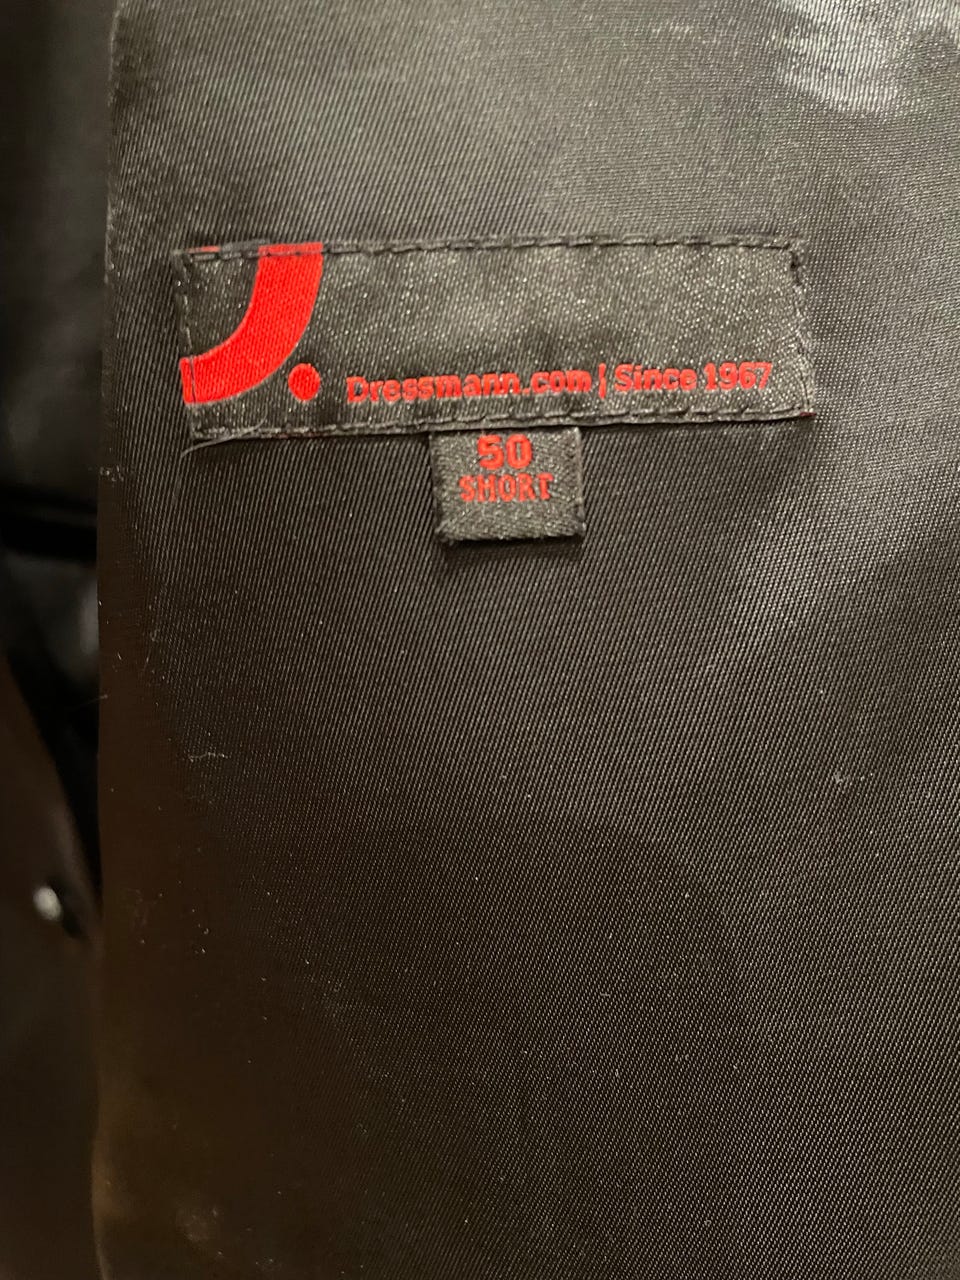 Dressmann.com | Since 1967
50
SHORT